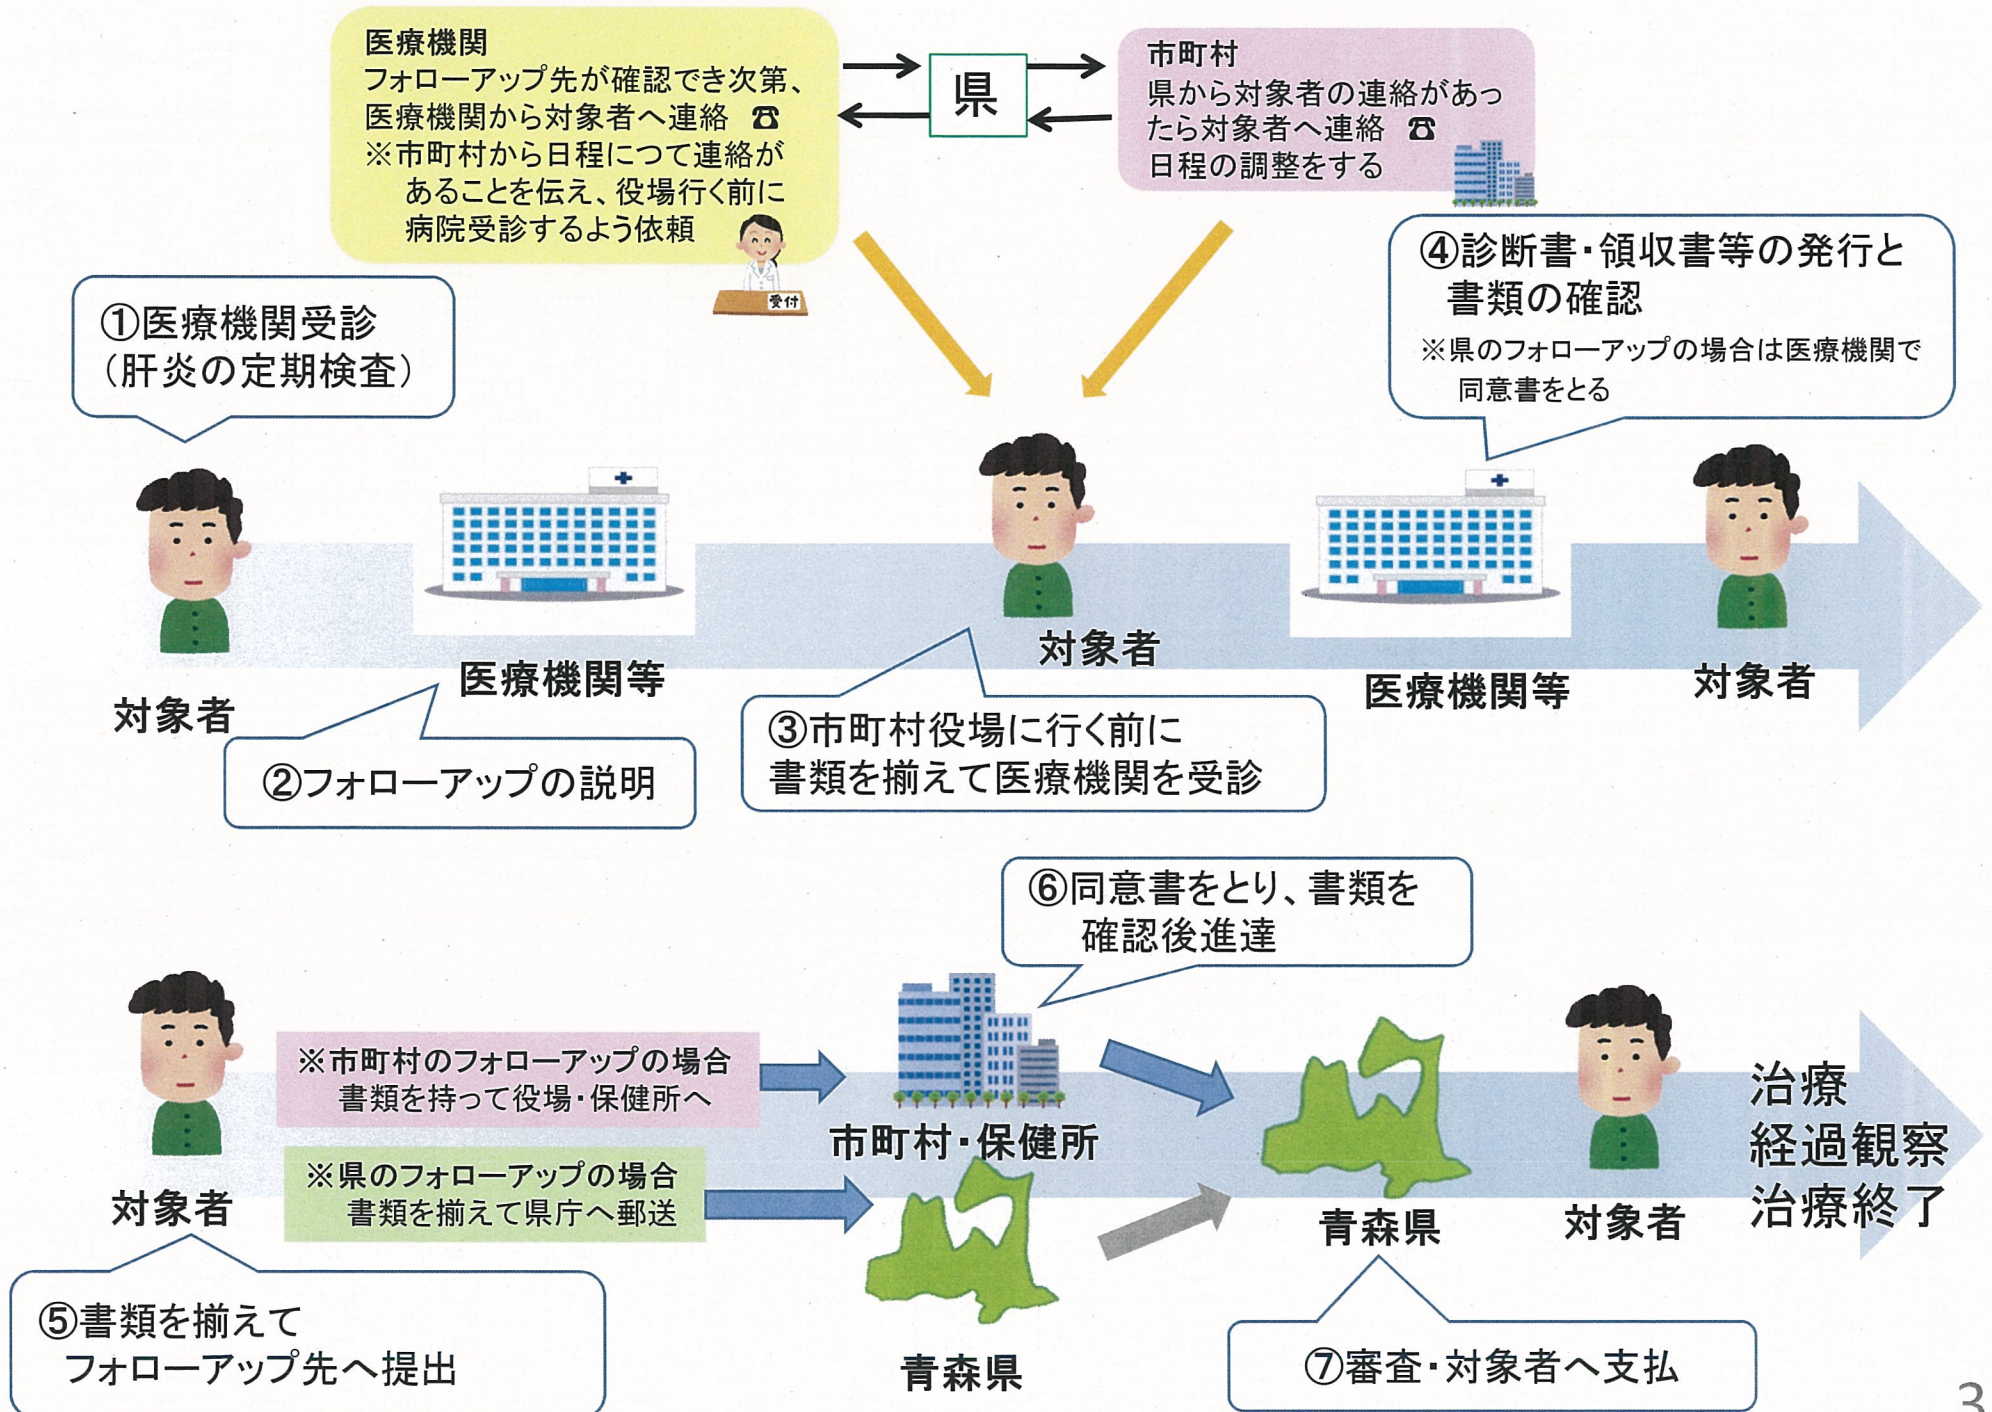 医療機関
フォローアップ先が確認でき次第、
医療機関から対象者へ連絡 ☎
※市町村から日程につて連絡が
あることを伝え、役場行く前に
病院受診するよう依頼
受付
県
市町村
県から対象者の連絡があっ
たら対象者へ連絡 ☎
日程の調整をする
①医療機関受診
(肝炎の定期検査)
④診断書・領収書等の発行と
書類の確認
※県のフォローアップの場合は医療機関で
同意書をとる
対象者
医療機関等
対象者
医療機関等
対象者
②フォローアップの説明
③市町村役場に行く前に
書類を揃えて医療機関を受診
⑥同意書をとり、書類を
確認後進達
※市町村のフォローアップの場合
書類を持って役場・保健所へ
市町村・保健所
※県のフォローアップの場合
書類を揃えて県庁へ郵送
対象者
青森県
青森県
対象者
治療
経過観察
治療終了
⑤書類を揃えて
フォローアップ先へ提出
⑦審査・対象者へ支払
3